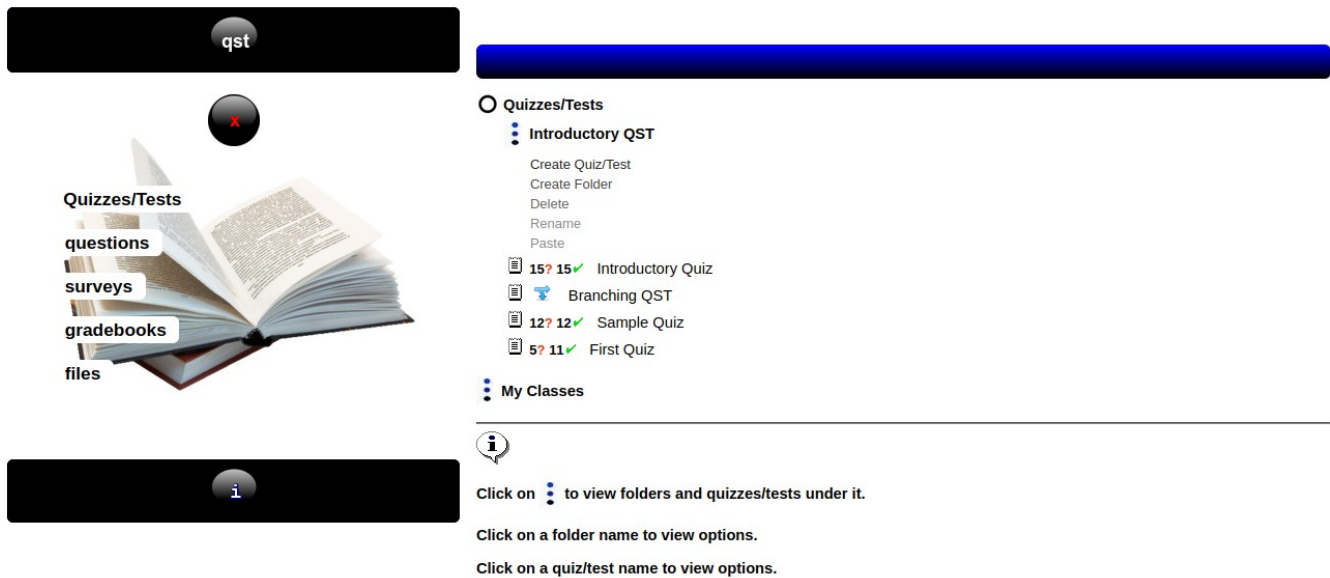 qst
x
Quizzes/Tests
questions
surveys
gradebooks
files
i
Quizzes/Tests
Introductory QST
Create Quiz/Test
Create Folder
Delete
Rename
Paste
15? 15✔ Introductory Quiz
Branching QST
12? 12✔ Sample Quiz
5? 11✔ First Quiz
My Classes
i
Click on to view folders and quizzes/tests under it.
Click on a folder name to view options.
Click on a quiz/test name to view options.